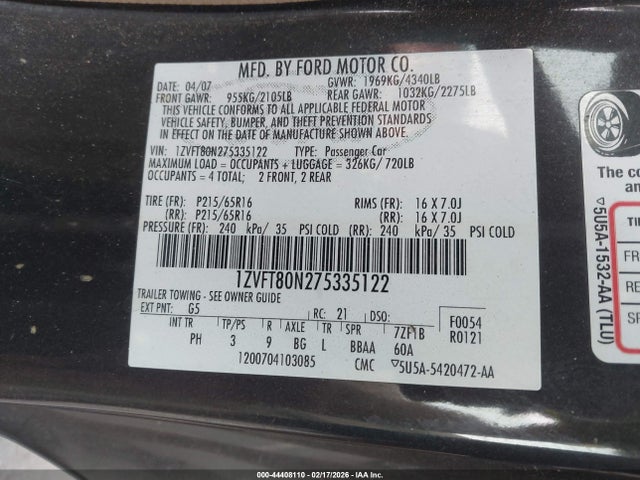 MFD. BY FORD MOTOR CO.
DATE: 04/07 GVWR: 1969KG/4340LB
FRONT GAWR: 955KG/2105LB REAR GAWR: 1032KG/2275LB
THIS VEHICLE CONFORMS TO ALL APPLICABLE FEDERAL MOTOR
VEHICLE SAFETY, BUMPER, AND THEFT PREVENTION STANDARDS
IN EFFECT ON THE DATE OF MANUFACTURE SHOWN ABOVE.
VIN: 1ZVFT80N275335122 TYPE: Passenger Car
MAXIMUM LOAD = OCCUPANTS + LUGGAGE = 326KG/720LB
OCCUPANTS = 4 TOTAL; 2 FRONT, 2 REAR
TIRE (FR): P215/65R16 RIMS (FR): 16 X 7.0J
(RR): P215/65R16 (RR): 16 X 7.0J
PRESSURE (FR): 240 kPa/ 35 PSI COLD (RR): 240 kPa/ 35 PSI COLD
1ZVFT80N275335122
TRAILER TOWING - SEE OWNER GUIDE
EXT PNT: G5 RC: 21 DSO: F0054
INT TR TP/PS R AXLE TR SPR 7ZF1B R0121
PH 3 9 BG L BBAA 60A
1200704103085 CMC ▽5U5A-5420472-AA
The co
an
TI
FR
RE
SP
▽5U5A-1532-AA (TLU)
000-44408110 - 02/17/2026 - IAA Inc.